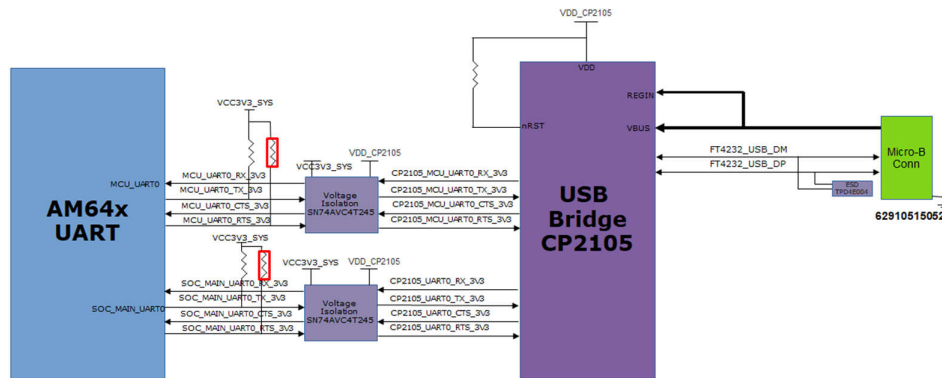 VDD_CP2105
VDD
REGIN
nRST
VBUS
VCC3V3_SYS
VCC3V3_SYS
VDD_CP2105
FT4232_USB_DM
FT4232_USB_DP
Micro-B
Conn
ESD
TPD4E004
629105150521
MCU_UART0
MCU_UART0_RX_3V3
MCU_UART0_TX_3V3
MCU_UART0_CTS_3V3
MCU_UART0_RTS_3V3
Voltage
Isolation
SN74AVC4T245
CP2105_MCU_UART0_RX_3V3
CP2105_MCU_UART0_TX_3V3
CP2105_MCU_UART0_CTS_3V3
CP2105_MCU_UART0_RTS_3V3
AM64x
UART
USB
Bridge
CP2105
VCC3V3_SYS
VCC3V3_SYS
VDD_CP2105
SOC_MAIN_UART0
SOC_MAIN_UART0_RX_3V3
SOC_MAIN_UART0_TX_3V3
SOC_MAIN_UART0_CTS_3V3
SOC_MAIN_UART0_RTS_3V3
Voltage
Isolation
SN74AVC4T245
CP2105_UART0_RX_3V3
CP2105_UART0_TX_3V3
CP2105_UART0_CTS_3V3
CP2105_UART0_RTS_3V3